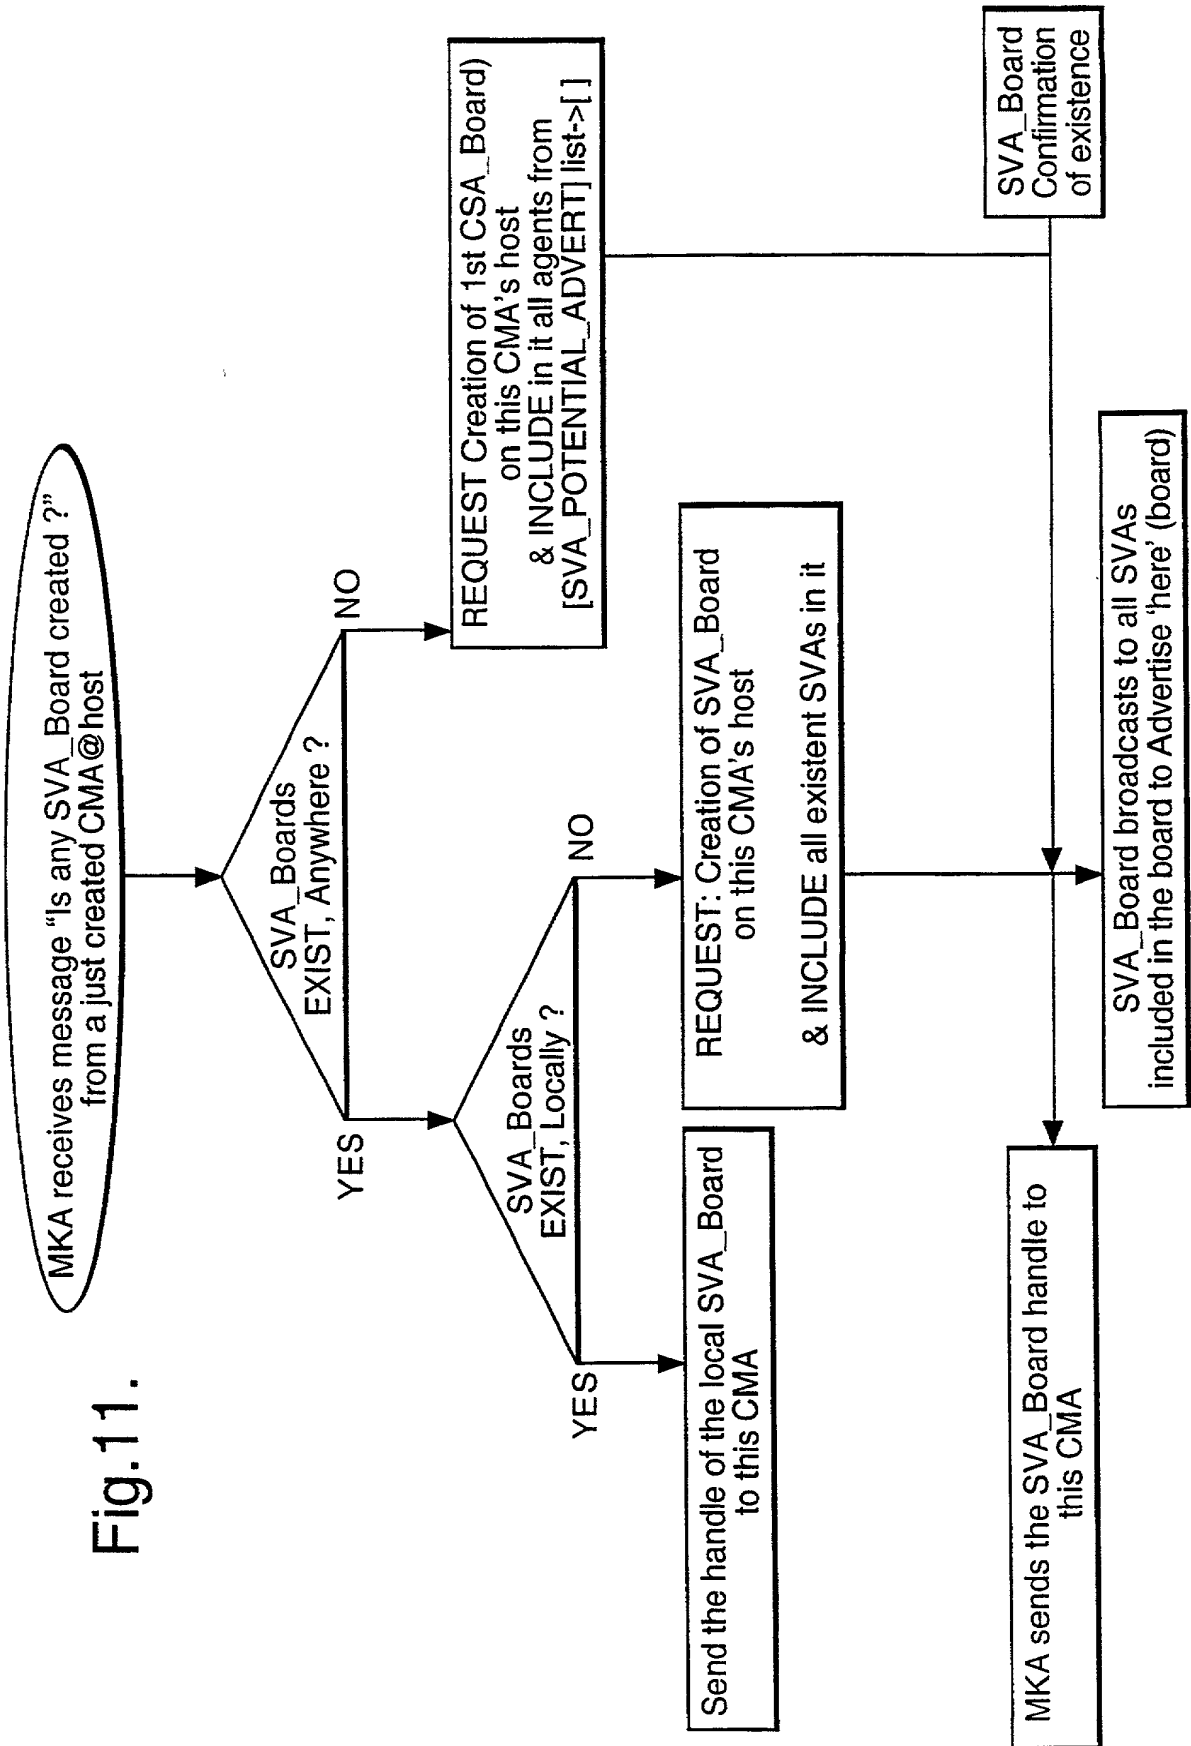 Fig.11.
MKA receives message “Is any SVA_Board created ?”
from a just created CMA@host
SVA_Boards
EXIST, Anywhere ?
YES
NO
REQUEST Creation of 1st CSA_Board)
on this CMA's host
& INCLUDE in it all agents from
[SVA_POTENTIAL_ADVERT] list->[ ]
SVA_Boards
EXIST, Locally ?
YES
NO
Send the handle of the local SVA_Board
to this CMA
REQUEST: Creation of SVA_Board
on this CMA's host
& INCLUDE all existent SVAs in it
SVA_Board
Confirmation
of existence
MKA sends the SVA_Board handle to
this CMA
SVA_Board broadcasts to all SVAs
included in the board to Advertise 'here' (board)